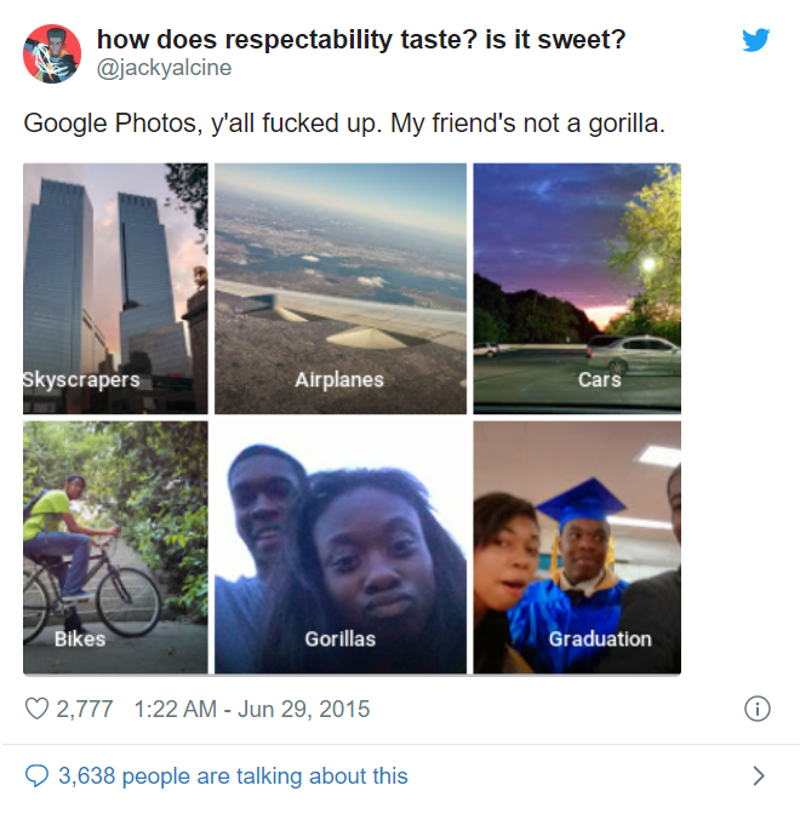 how does respectability taste? is it sweet?
@jackyalcine
Google Photos, y'all fucked up. My friend's not a gorilla.
Skyscrapers
Airplanes
Cars
Bikes
Gorillas
Graduation
2,777 1:22 AM - Jun 29, 2015
3,638 people are talking about this